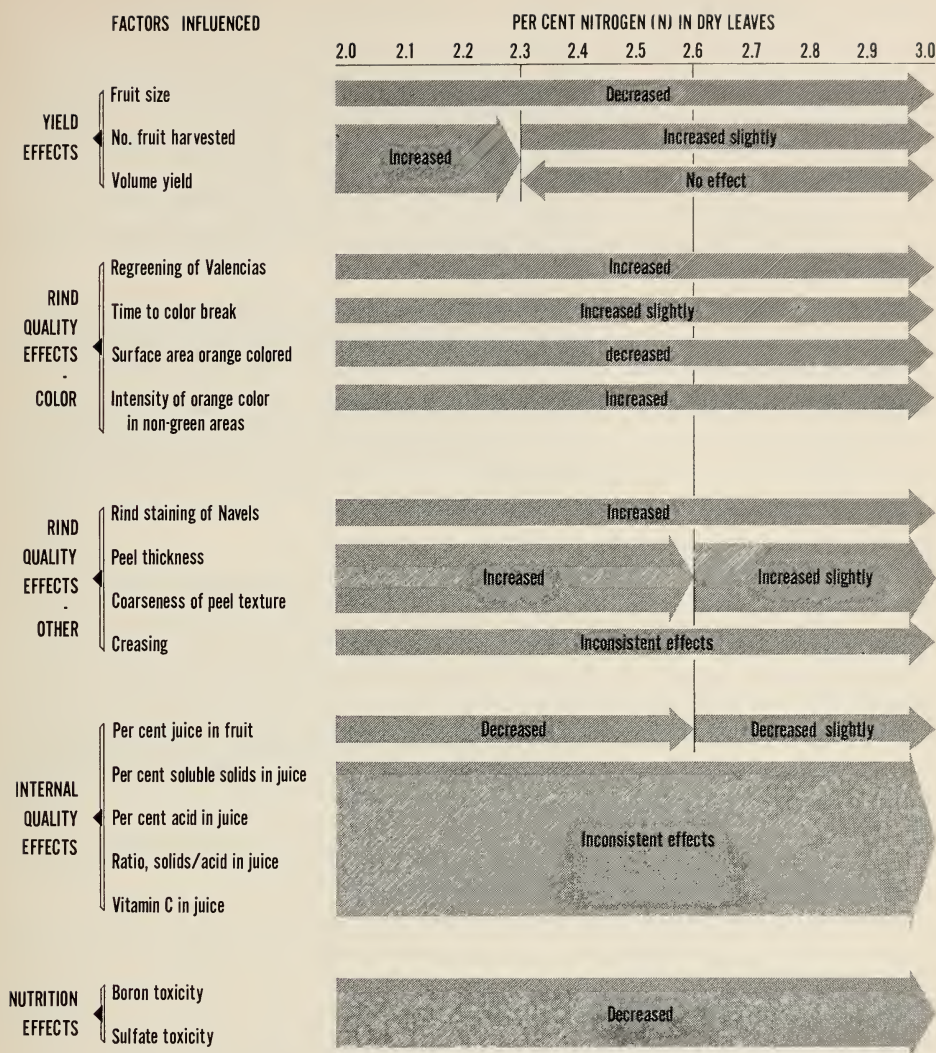 FACTORS INFLUENCED
PER CENT NITROGEN (N) IN DRY LEAVES
2.0 2.1 2.2 2.3 2.4 2.5 2.6 2.7 2.8 2.9 3.0
YIELD
EFFECTS
Fruit size
Decreased
No. fruit harvested
Increased
Increased slightly
Volume yield
No effect
RIND
QUALITY
EFFECTS
-
COLOR
Regreening of Valencias
Increased
Time to color break
Increased slightly
Surface area orange colored
decreased
Intensity of orange color
in non-green areas
Increased
RIND
QUALITY
EFFECTS
-
OTHER
Rind staining of Navels
Increased
Peel thickness
Increased
Increased slightly
Coarseness of peel texture
Creasing
Inconsistent effects
INTERNAL
QUALITY
EFFECTS
Per cent juice in fruit
Decreased
Decreased slightly
Per cent soluble solids in juice
Per cent acid in juice
Inconsistent effects
Ratio, solids/acid in juice
Vitamin C in juice
NUTRITION
EFFECTS
Boron toxicity
Decreased
Sulfate toxicity